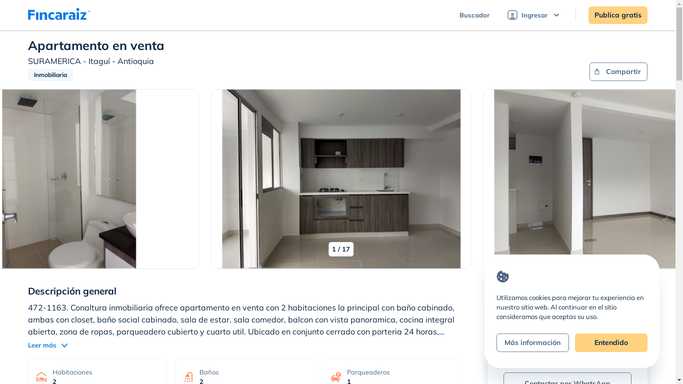 Fincaraiz
Buscador
Ingresar
Publica gratis
Apartamento en venta
SURAMERICA - Itaguí - Antioquia
Inmobiliaria
Compartir
1 / 17
Descripción general
472-1163. Conaltura inmobiliaria ofrece apartamento en venta con 2 habitaciones la principal con baño cabinado,
ambas con closet, baño social cabinado, sala de estar, sala comedor, balcon con vista panoramica, cocina integral
abierta, zona de ropas, parqueadero cubierto y cuarto util. Ubicado en conjunto cerrado con porteria 24 horas,...
Leer más
Habitaciones
2
Baños
2
Parqueaderos
1
Utilizamos cookies para mejorar tu experiencia en
nuestro sitio web. Al continuar en el sitio
consideramos que aceptas su uso.
Más información
Entendido
Contactar por WhatsApp